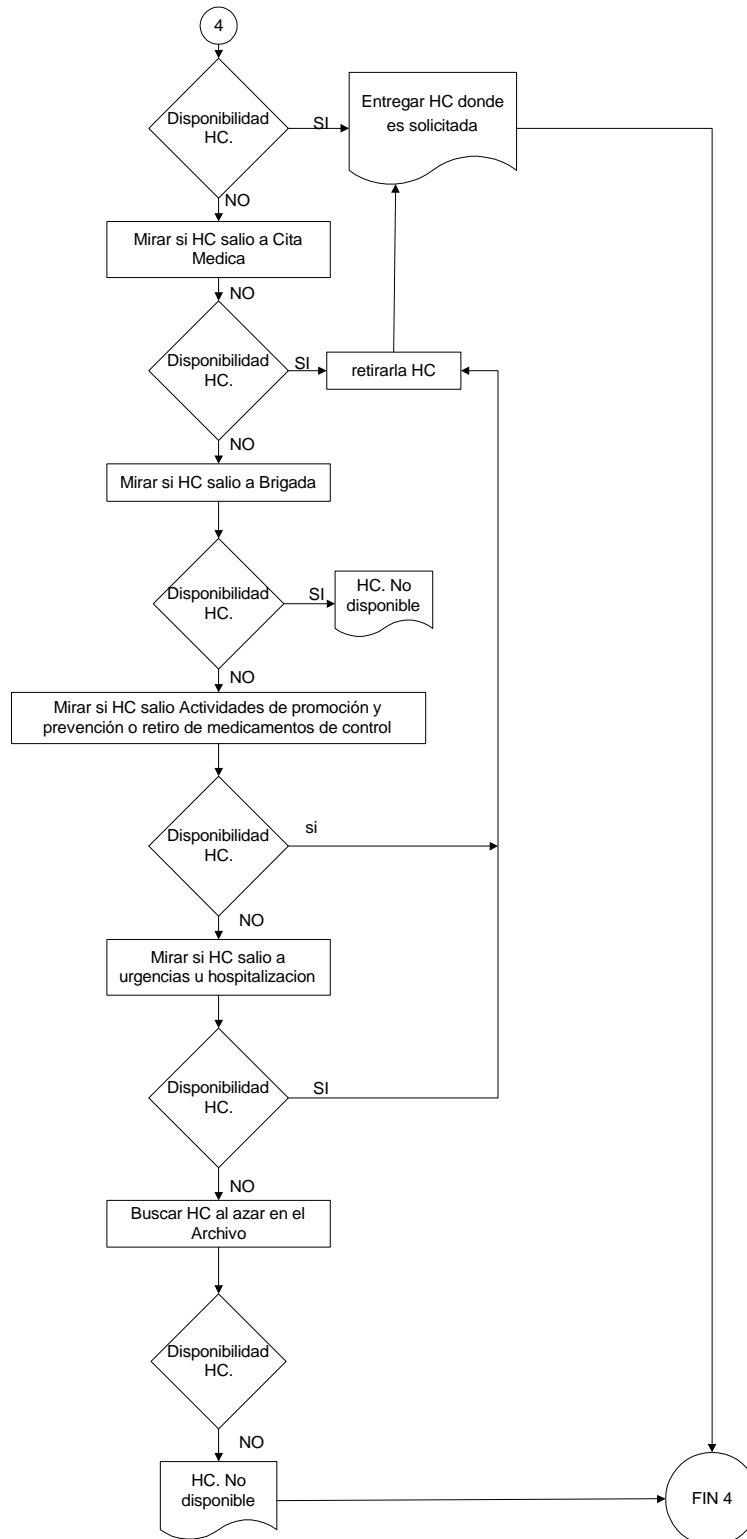 4
Disponibilidad
HC.
SI
Entregar HC donde
es solicitada
NO
Mirar si HC salio a Cita
Medica
NO
Disponibilidad
HC.
SI
retirarla HC
NO
Mirar si HC salio a Brigada
Disponibilidad
HC.
SI
HC. No
disponible
NO
Mirar si HC salio Actividades de promoción y
prevención o retiro de medicamentos de control
Disponibilidad
HC.
si
NO
Mirar si HC salio a
urgencias u hospitalizacion
Disponibilidad
HC.
SI
NO
Buscar HC al azar en el
Archivo
Disponibilidad
HC.
NO
HC. No
disponible
FIN 4